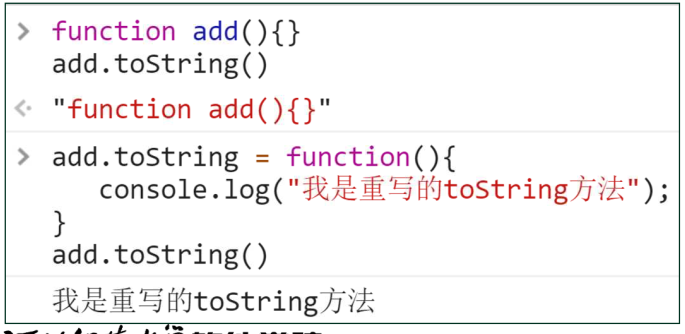 > function add(){}
add.toString()
<· "function add(){}"
> add.toString = function(){
console.log("我是重写的toString方法");
}
add.toString()
我是重写的toString方法